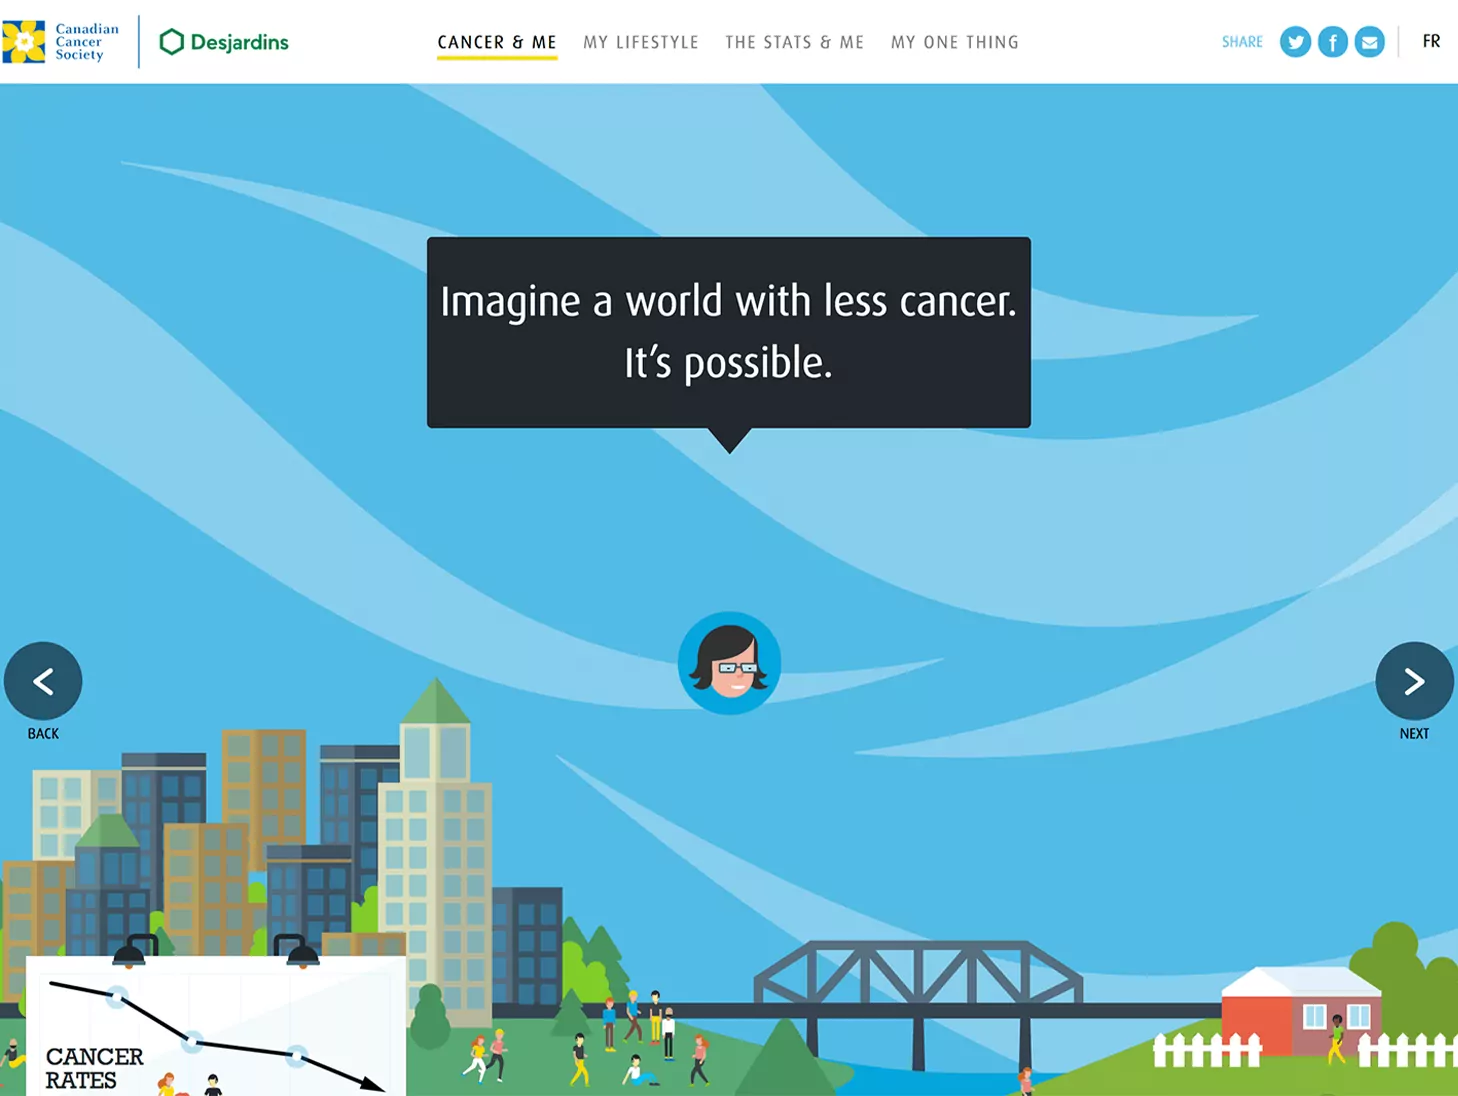 Canadian
Cancer
Society
Desjardins
CANCER & ME
MY LIFESTYLE
THE STATS & ME
MY ONE THING
SHARE
FR
Imagine a world with less cancer.
It’s possible.
BACK
NEXT
CANCER
RATES